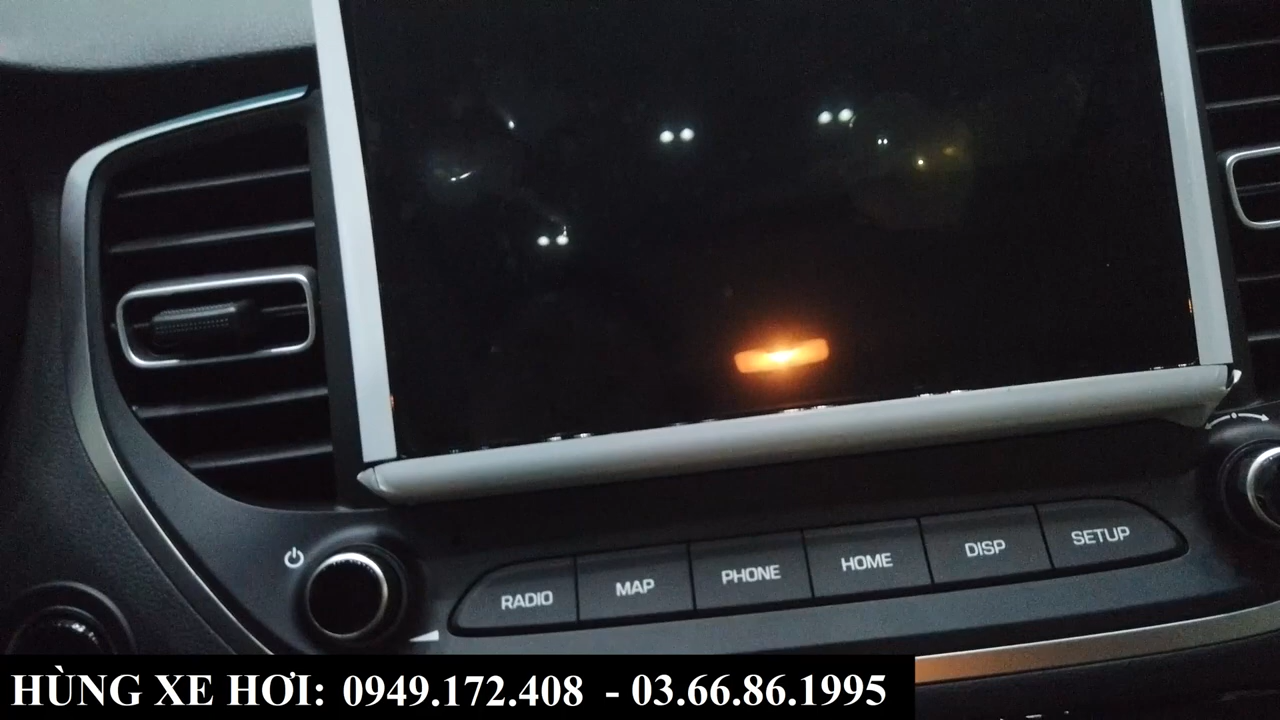 RADIO MAP PHONE HOME DISP SETUP
HÙNG XE HƠI: 0949.172.408 - 03.66.86.1995